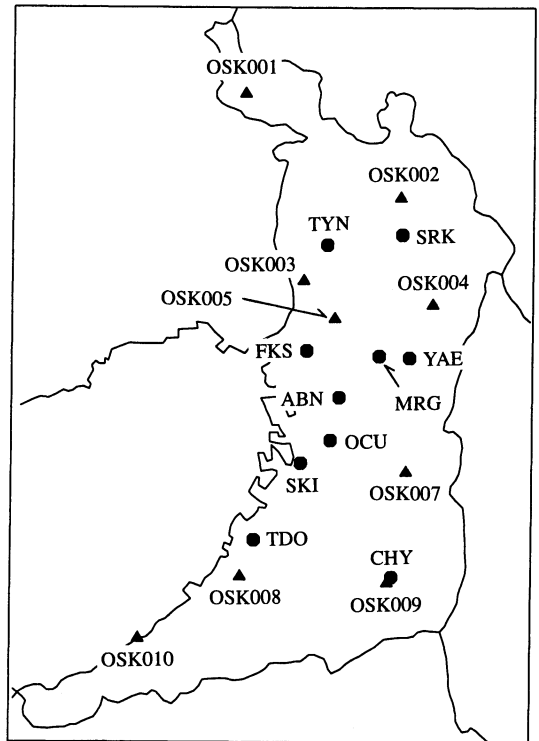 OSK001
OSK002
TYN
SRK
OSK003
OSK004
OSK005
FKS
YAE
ABN
MRG
OCU
SKI
OSK007
TDO
CHY
OSK008
OSK009
OSK010